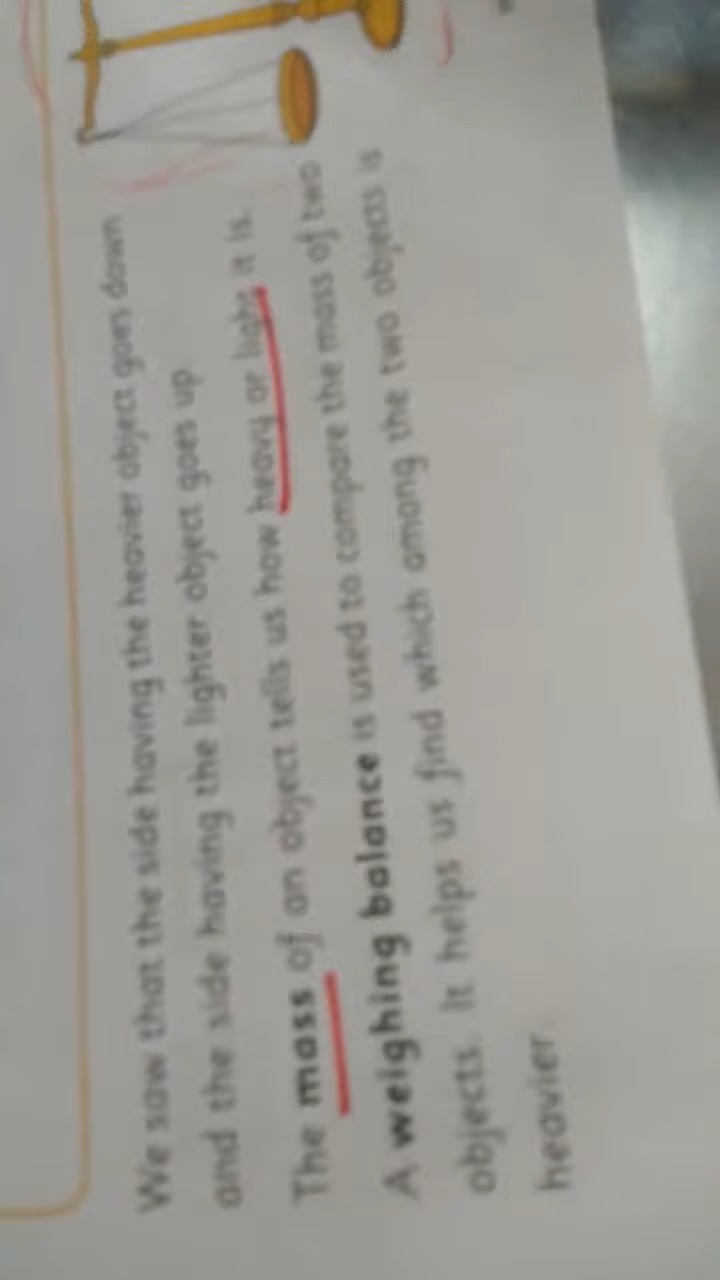 We saw that the side having the heavier object goes down
and the side having the lighter object goes up
The mass of an object tells us how heavy or light it is.
A weighing balance is used to compare the mass of two
objects. It helps us find which among the two objects is
heavier.